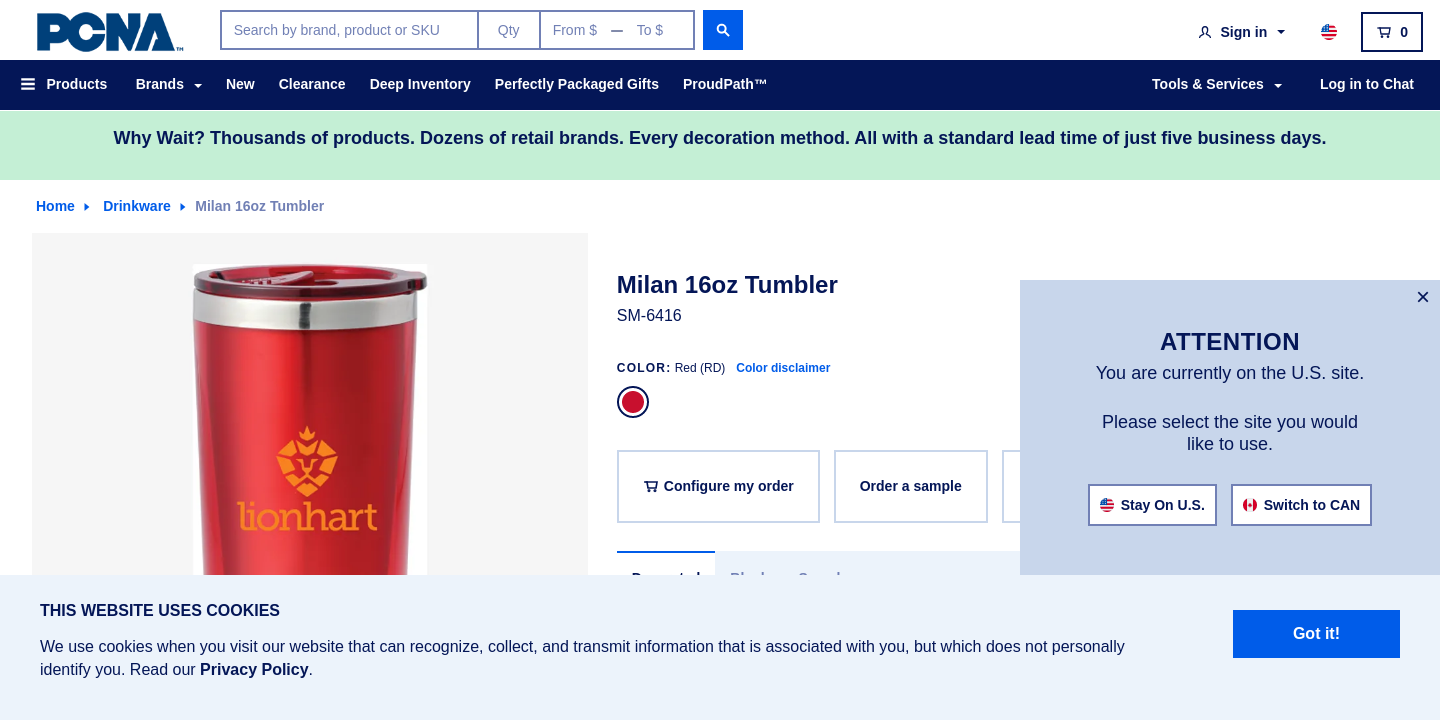 PCNA™
Search by brand, product or SKU
Qty
From $ — To $
Sign in
0
Products
Brands
New
Clearance
Deep Inventory
Perfectly Packaged Gifts
ProudPath™
Tools & Services
Log in to Chat
Why Wait? Thousands of products. Dozens of retail brands. Every decoration method. All with a standard lead time of just five business days.
Home
Drinkware
Milan 16oz Tumbler
lionhart
Milan 16oz Tumbler
SM-6416
COLOR: Red (RD) Color disclaimer
Configure my order
Order a sample
×
ATTENTION
You are currently on the U.S. site.
Please select the site you would
like to use.
Stay On U.S.
Switch to CAN
THIS WEBSITE USES COOKIES
We use cookies when you visit our website that can recognize, collect, and transmit information that is associated with you, but which does not personally
identify you. Read our Privacy Policy.
Got it!